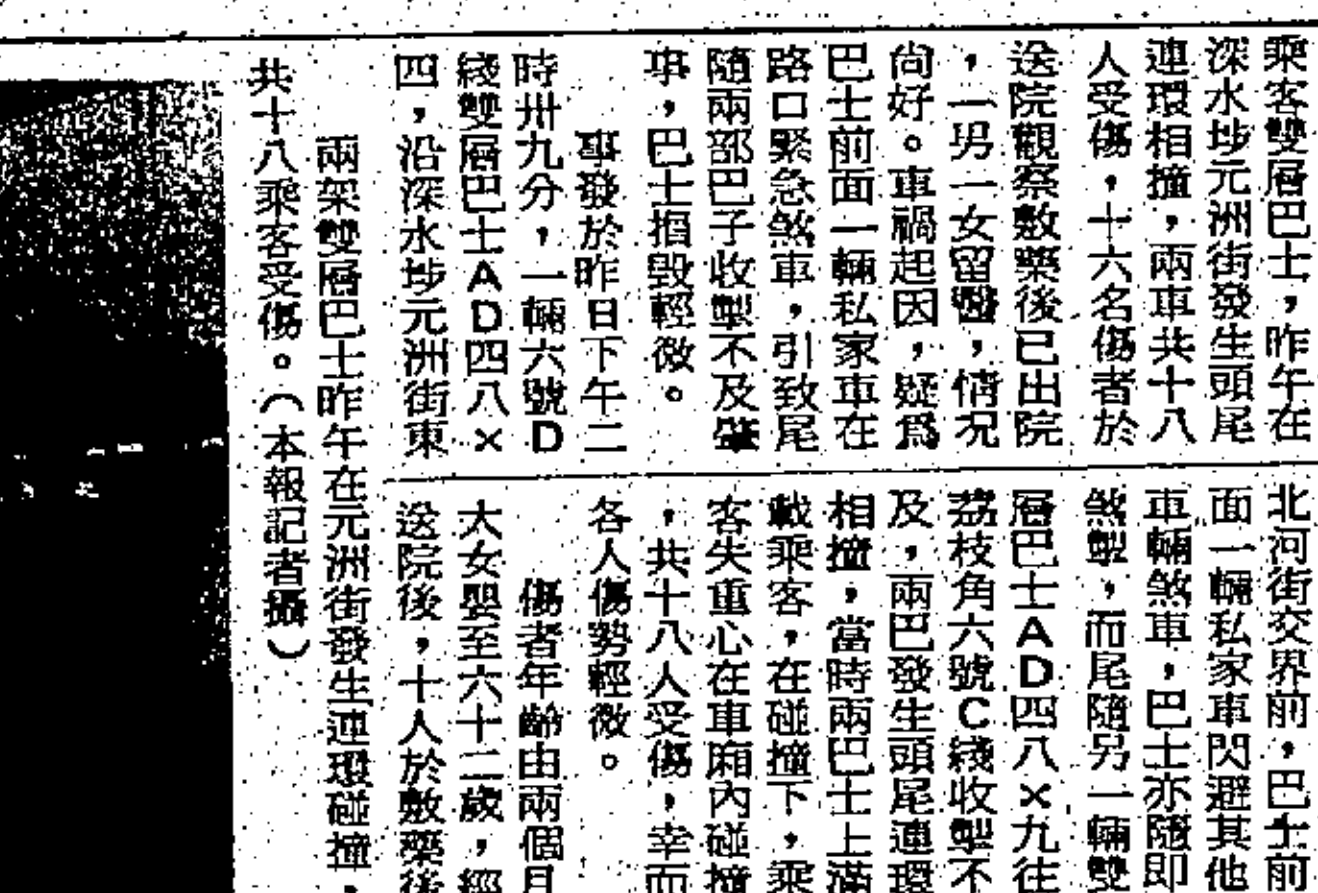 乘客雙層巴士，昨午在
深水埗元洲街發生頭尾
連環相撞，兩車共十八
人受傷，十六名傷者於
送院觀察敷藥後已出院
，一男一女留醫，情況
尚好。車禍起因，疑爲
巴士前面一輛私家車在
路口緊急煞車，引致尾
隨兩部巴子收掣不及肇
事，巴士損毀輕微。
事發於昨日下午二
時卅九分，一輛六號D
綫雙層巴士AD四八×
四，沿深水埗元洲街東
北河街交界前，巴士前
面一輛私家車閃避其他
車輛煞車，巴士亦隨即
煞掣，而尾隨另一輛雙
層巴士AD四八×九往
荔枝角六號C綫收掣不
及，兩巴發生頭尾連環
相撞，當時兩巴士上滿
載乘客，在碰撞下，乘
客失重心在車廂內碰撞
，共十八人受傷，幸而
各人傷勢輕微。
傷者年齡由兩個月
大女嬰至六十二歲，經
送院後，十人於敷藥後
兩架雙層巴士昨午在元洲街發生連環碰撞，
共十八乘客受傷。（本報記者攝）